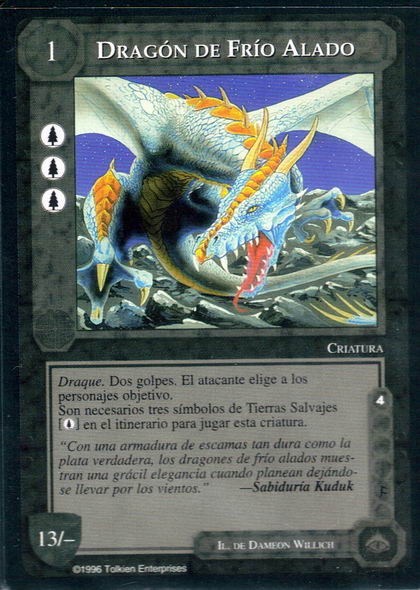 1
DRAGÓN DE FRÍO ALADO
CRIATURA
Draque. Dos golpes. El atacante elige a los
personajes objetivo.
Son necesarios tres símbolos de Tierras Salvajes
[ ] en el itinerario para jugar esta criatura.
4
“Con una armadura de escamas tan dura como la
plata verdadera, los dragones de frío alados mues-
tran una grácil elegancia cuando planean dejándo-
se llevar por los vientos.” —Sabiduría Kuduk
F
13/–
IL. DE DAMEON WILLICH
©1996 Tolkien Enterprises